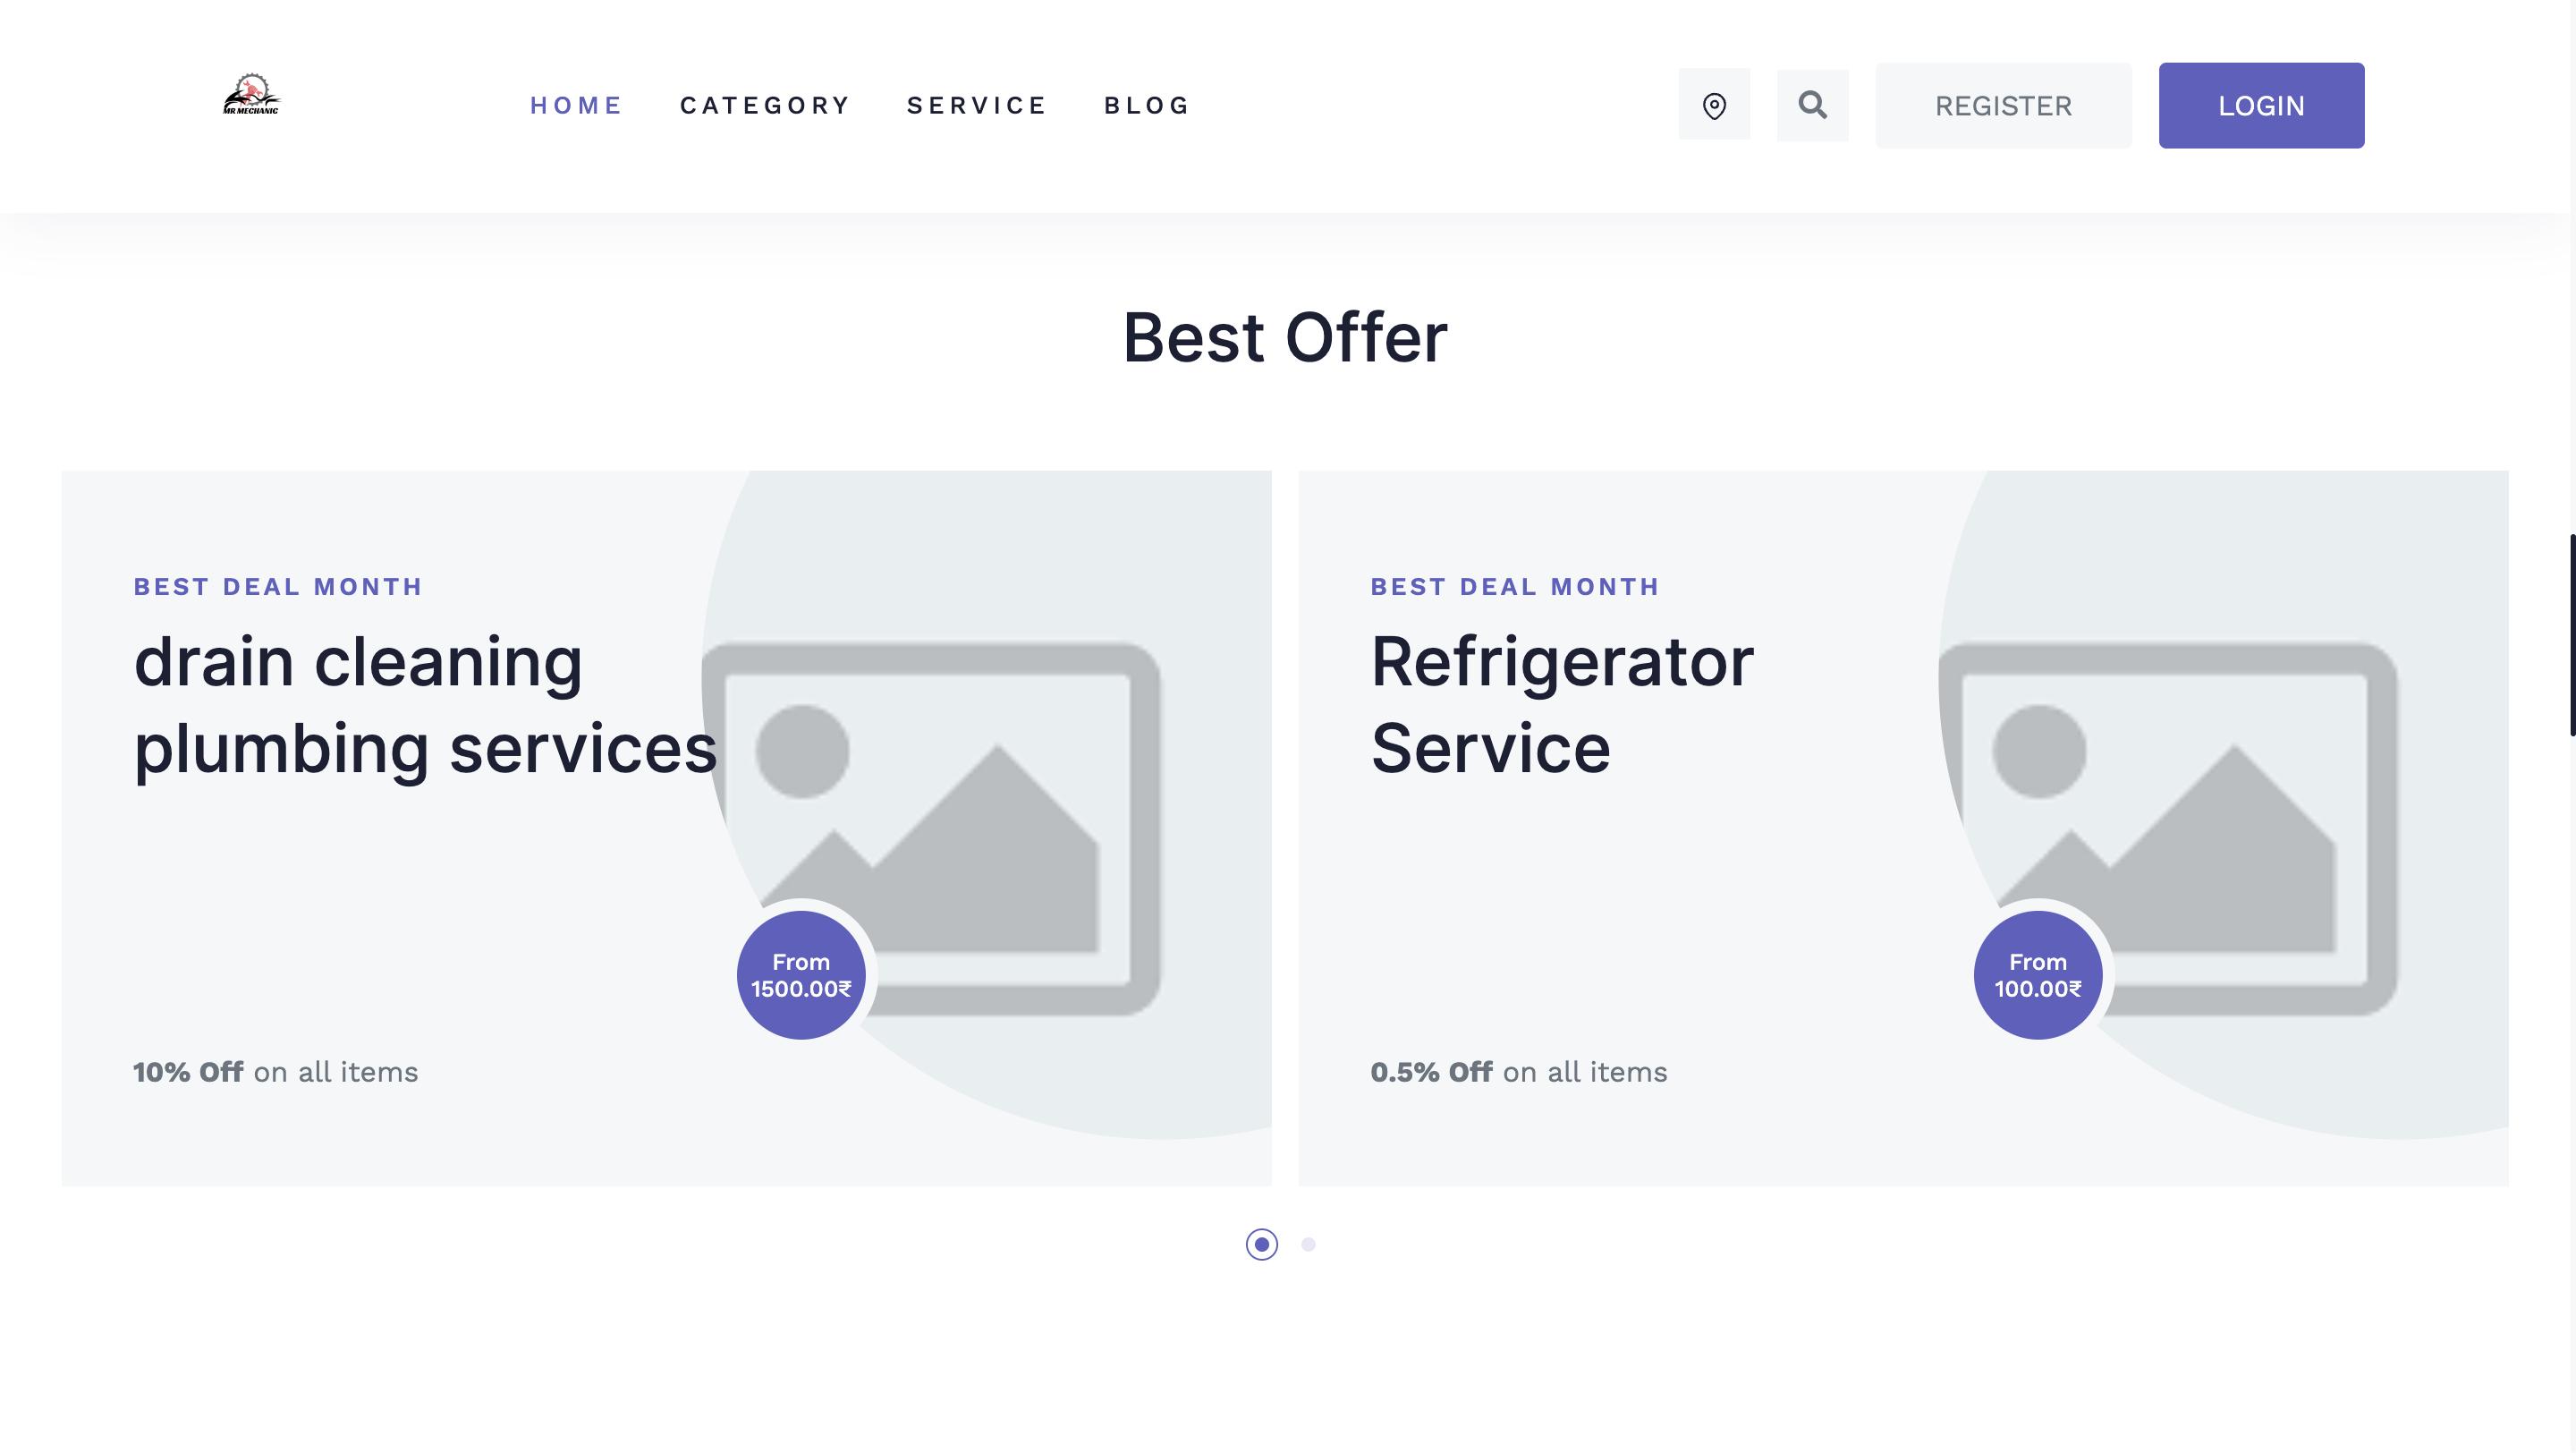 MR MECHANIC
HOME CATEGORY SERVICE BLOG REGISTER LOGIN
Best Offer
BEST DEAL MONTH
drain cleaning
plumbing services
From
1500.00₹
10% Off on all items
BEST DEAL MONTH
Refrigerator
Service
From
100.00₹
0.5% Off on all items